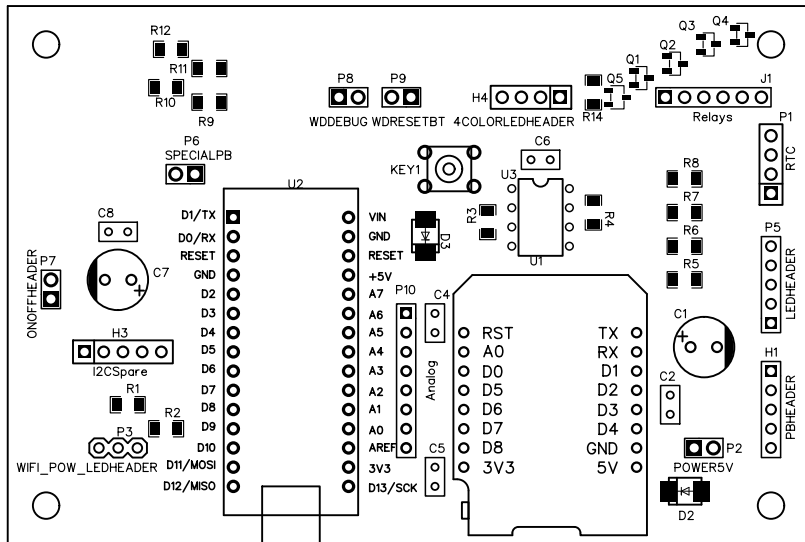 R12
R11
R10
R9
P6
SPECIALPB
P8
P9
WDDEBUG
WDRESETBT
H4
4COLORLEDHEADER
R14
Q5
Q1
Q2
Q3
Q4
J1
Relays
P1
RTC
KEY1
C6
U3
U1
R3
R4
D3
R8
R7
R6
R5
P5
LEDHEADER
C8
C7
+
P7
ONOFFHEADER
H3
I2CSpare
R1
R2
P3
WIFI_POW_LEDHEADER
U2
D1/TX
D0/RX
RESET
GND
D2
D3
D4
D5
D6
D7
D8
D9
D10
D11/MOSI
D12/MISO
VIN
GND
RESET
+5V
A7
A6
A5
A4
A3
A2
A1
A0
AREF
3V3
D13/SCK
P10
Analog
C4
C5
RST
A0
D0
D5
D6
D7
D8
3V3
TX
RX
D1
D2
D3
D4
GND
5V
C1
+
C2
H1
PBHEADER
P2
POWER5V
D2